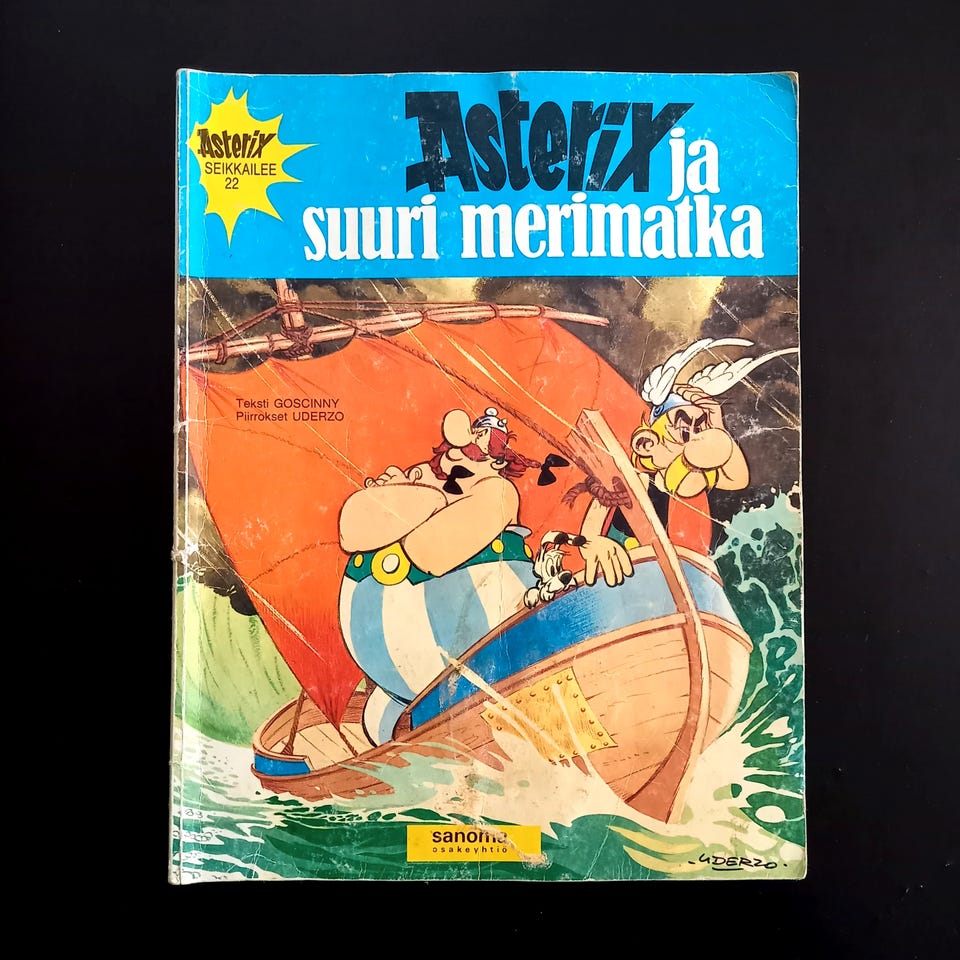 Asterix
SEIKKAILEE
22
Asterix ja
suuri merimatka
Teksti GOSCINNY
Piirrokset UDERZO
sanoma
osakeyhtiö
-UDERZO-